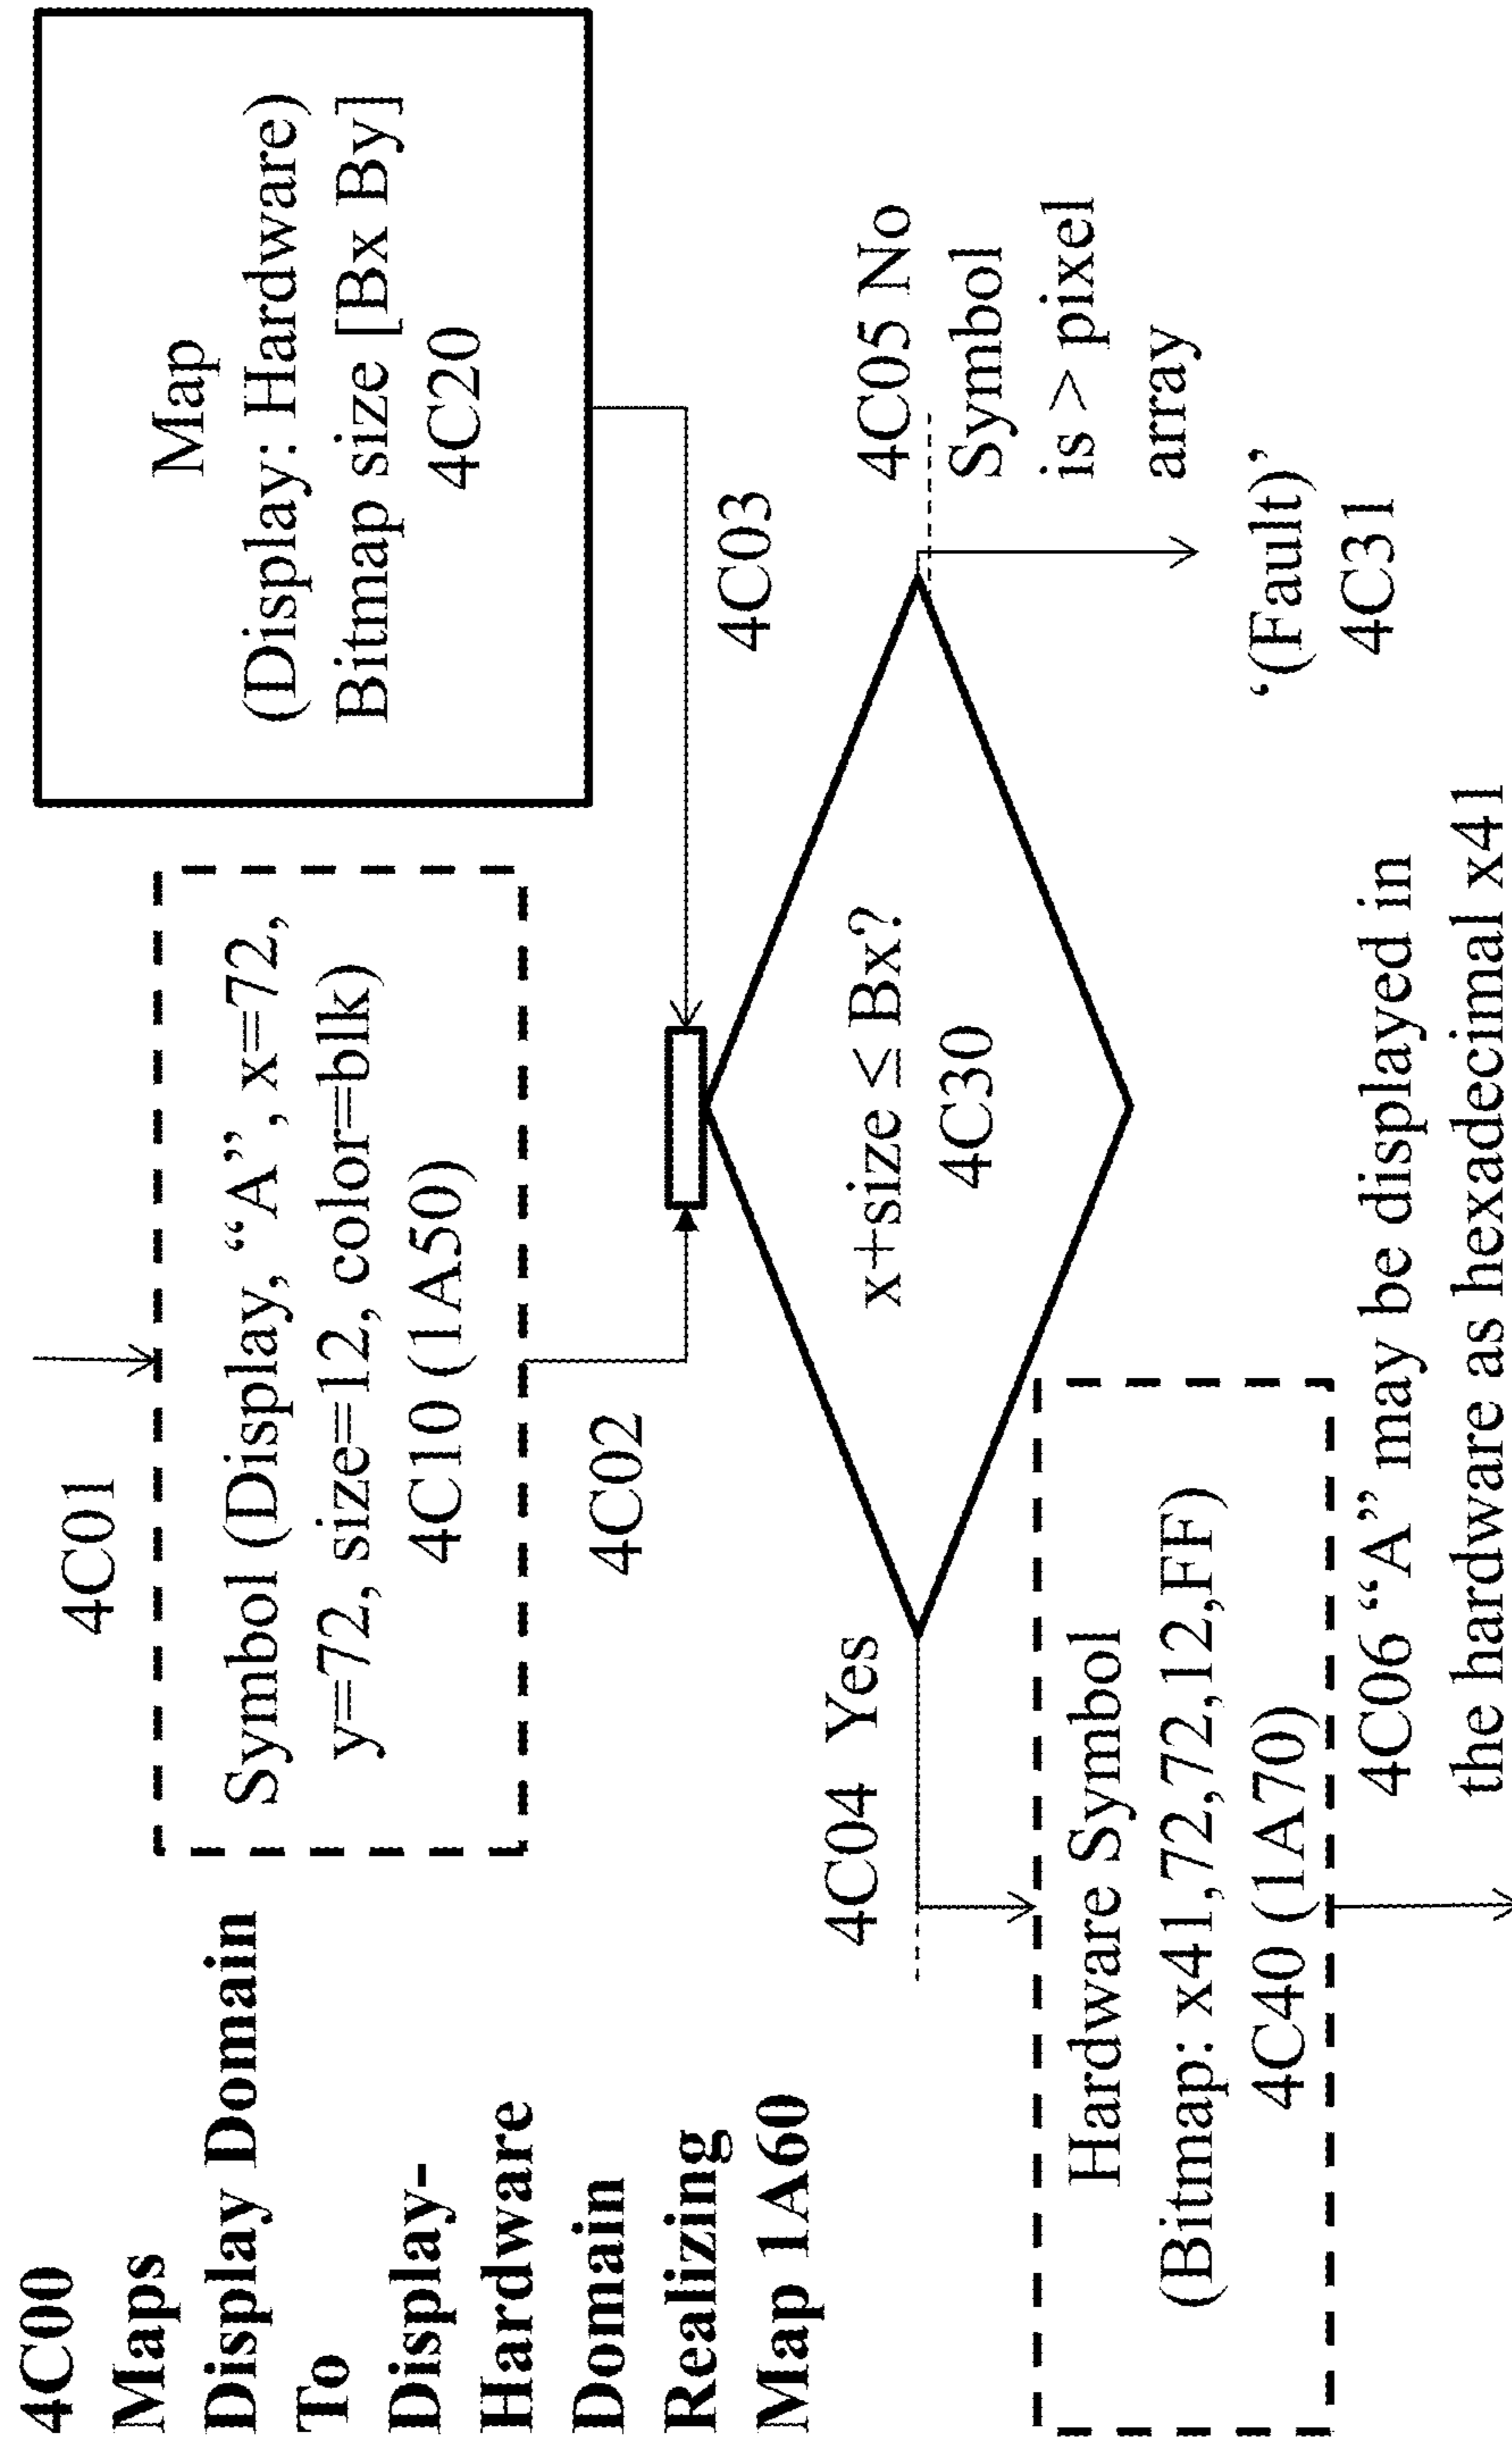 4C00
Maps
Display Domain
To
Display-
Hardware
Domain
Realizing
Map 1A60
4C01
Symbol (Display, “A”, x=72,
y=72, size=12, color=blk)
4C10 (1A50)
4C02
Map
(Display: Hardware)
Bitmap size [Bx By]
4C20
4C03
x+size ≤ Bx?
4C30
4C04 Yes
4C05 No
Symbol
is > pixel
array
‘(Fault)’
4C31
Hardware Symbol
(Bitmap: x41,72,72,12,FF)
4C40 (1A70)
4C06 “A” may be displayed in
the hardware as hexadecimal x41